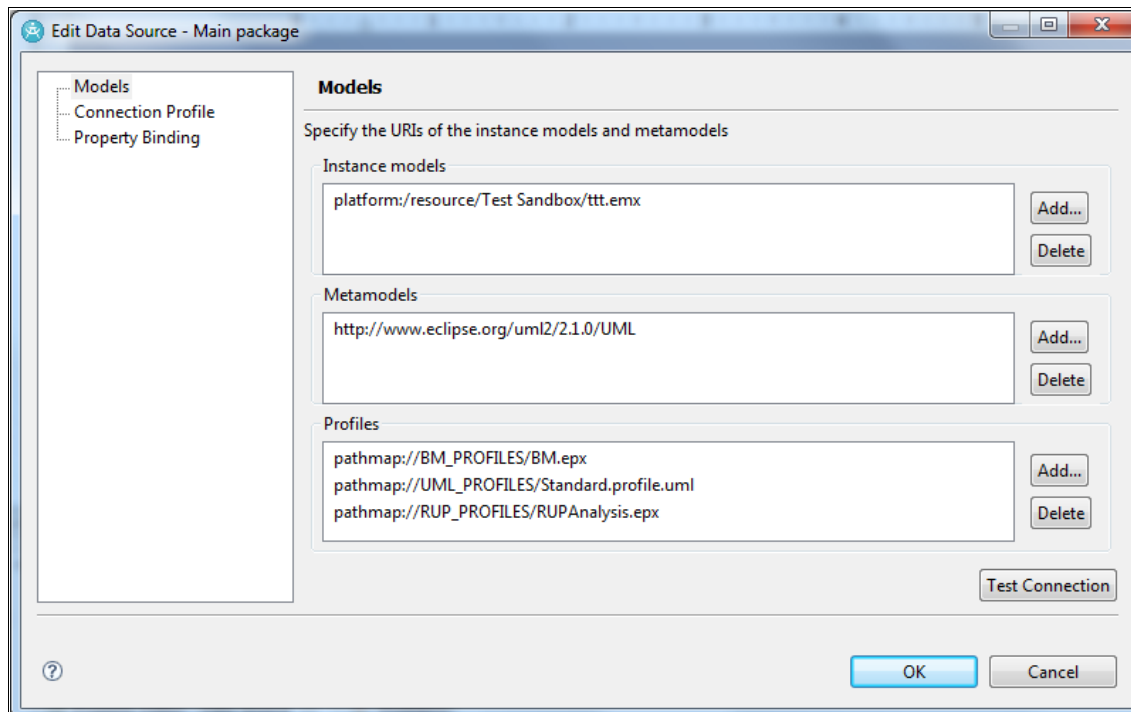 Edit Data Source - Main package
Models
Connection Profile
Property Binding
Models
Specify the URIs of the instance models and metamodels
Instance models
platform:/resource/Test Sandbox/ttt.emx
Add...
Delete
Metamodels
http://www.eclipse.org/uml2/2.1.0/UML
Add...
Delete
Profiles
pathmap://BM_PROFILES/BM.epx
pathmap://UML_PROFILES/Standard.profile.uml
pathmap://RUP_PROFILES/RUPAnalysis.epx
Add...
Delete
Test Connection
?
OK
Cancel